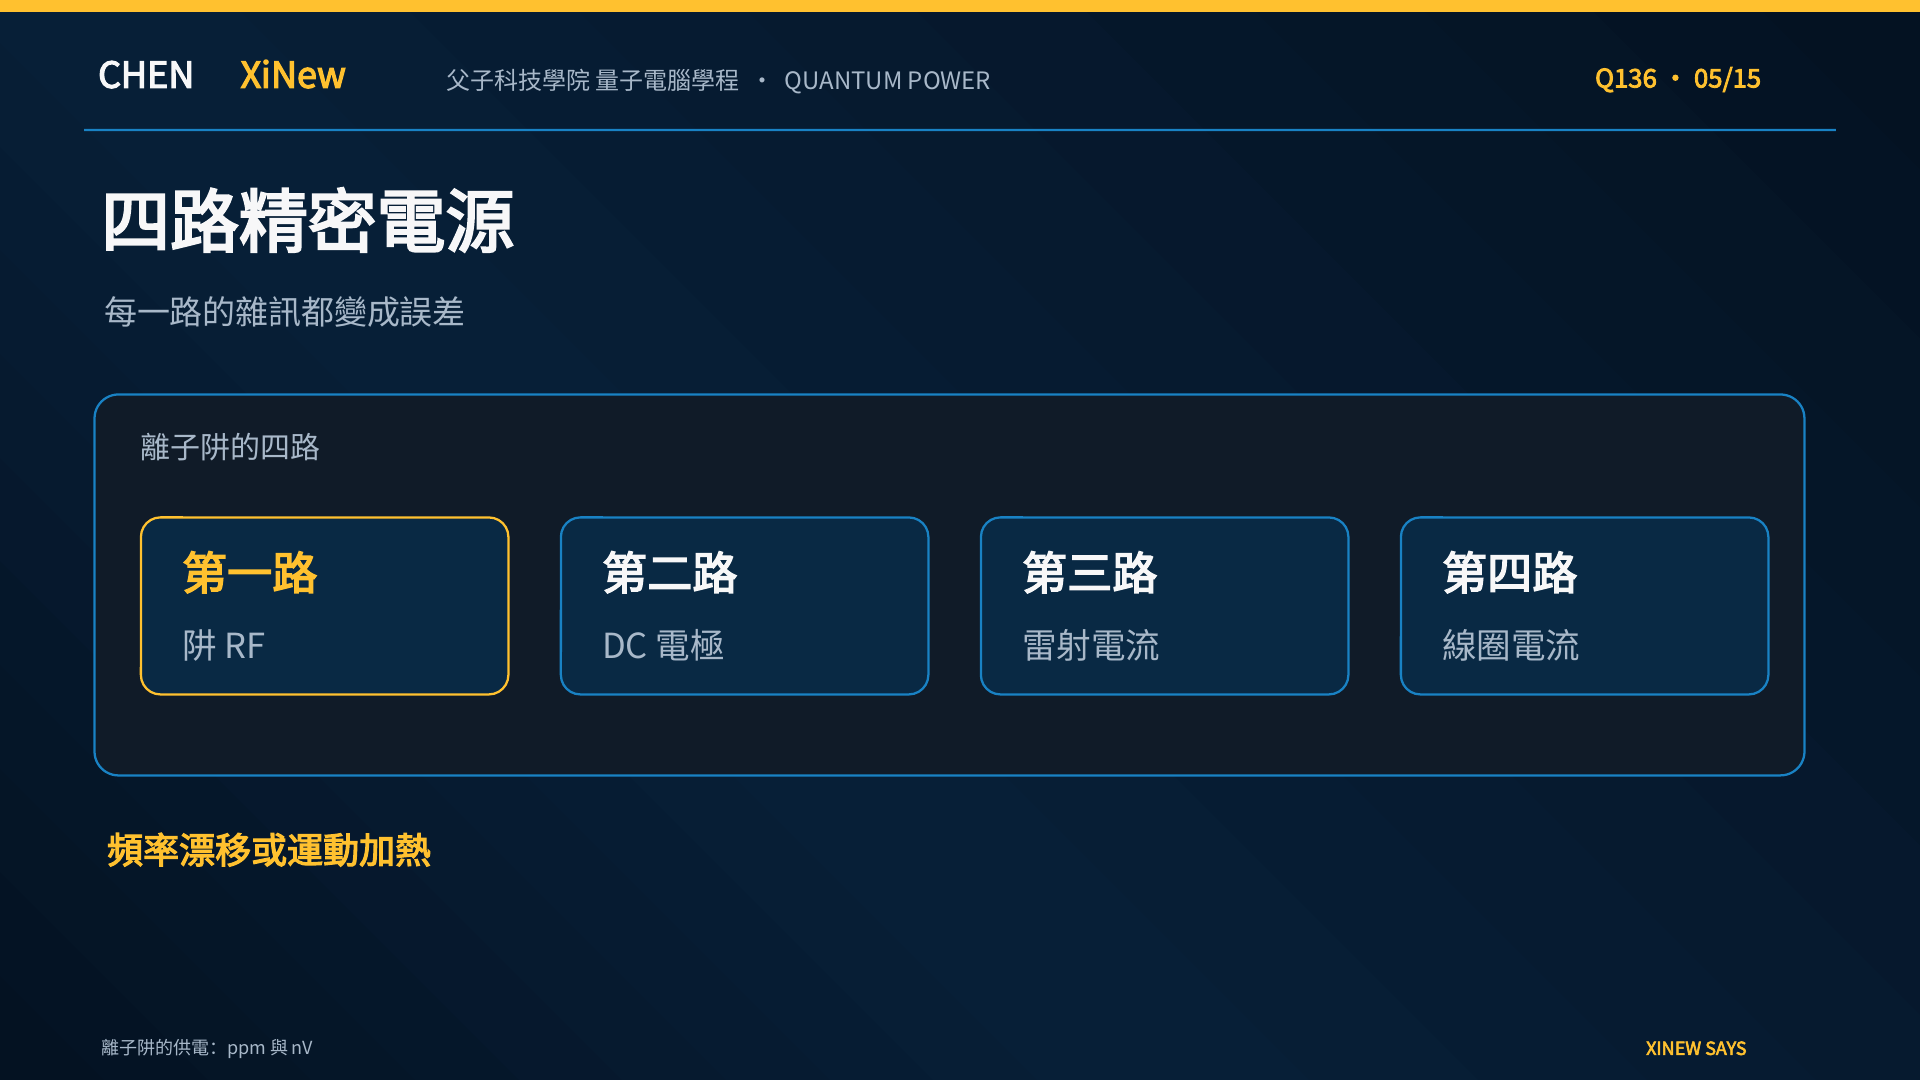 CHEN XiNew 父子科技學院 量子電腦學程 · QUANTUM POWER Q136 · 05/15
四路精密電源
每一路的雜訊都變成誤差
離子阱的四路
第一路 第二路 第三路 第四路
阱 RF DC 電極 雷射電流 線圈電流
頻率漂移或運動加熱
離子阱的供電：ppm 與 nV XINEW SAYS